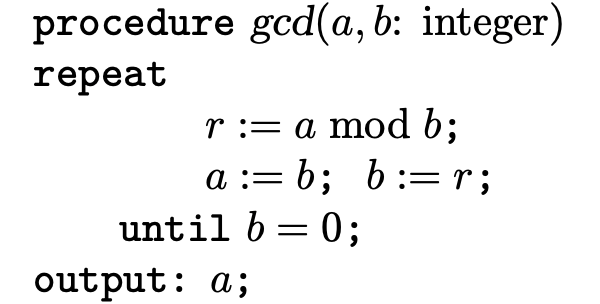 procedure gcd(a, b: integer)
repeat
r := a mod b;
a := b; b := r;
until b = 0;
output: a;